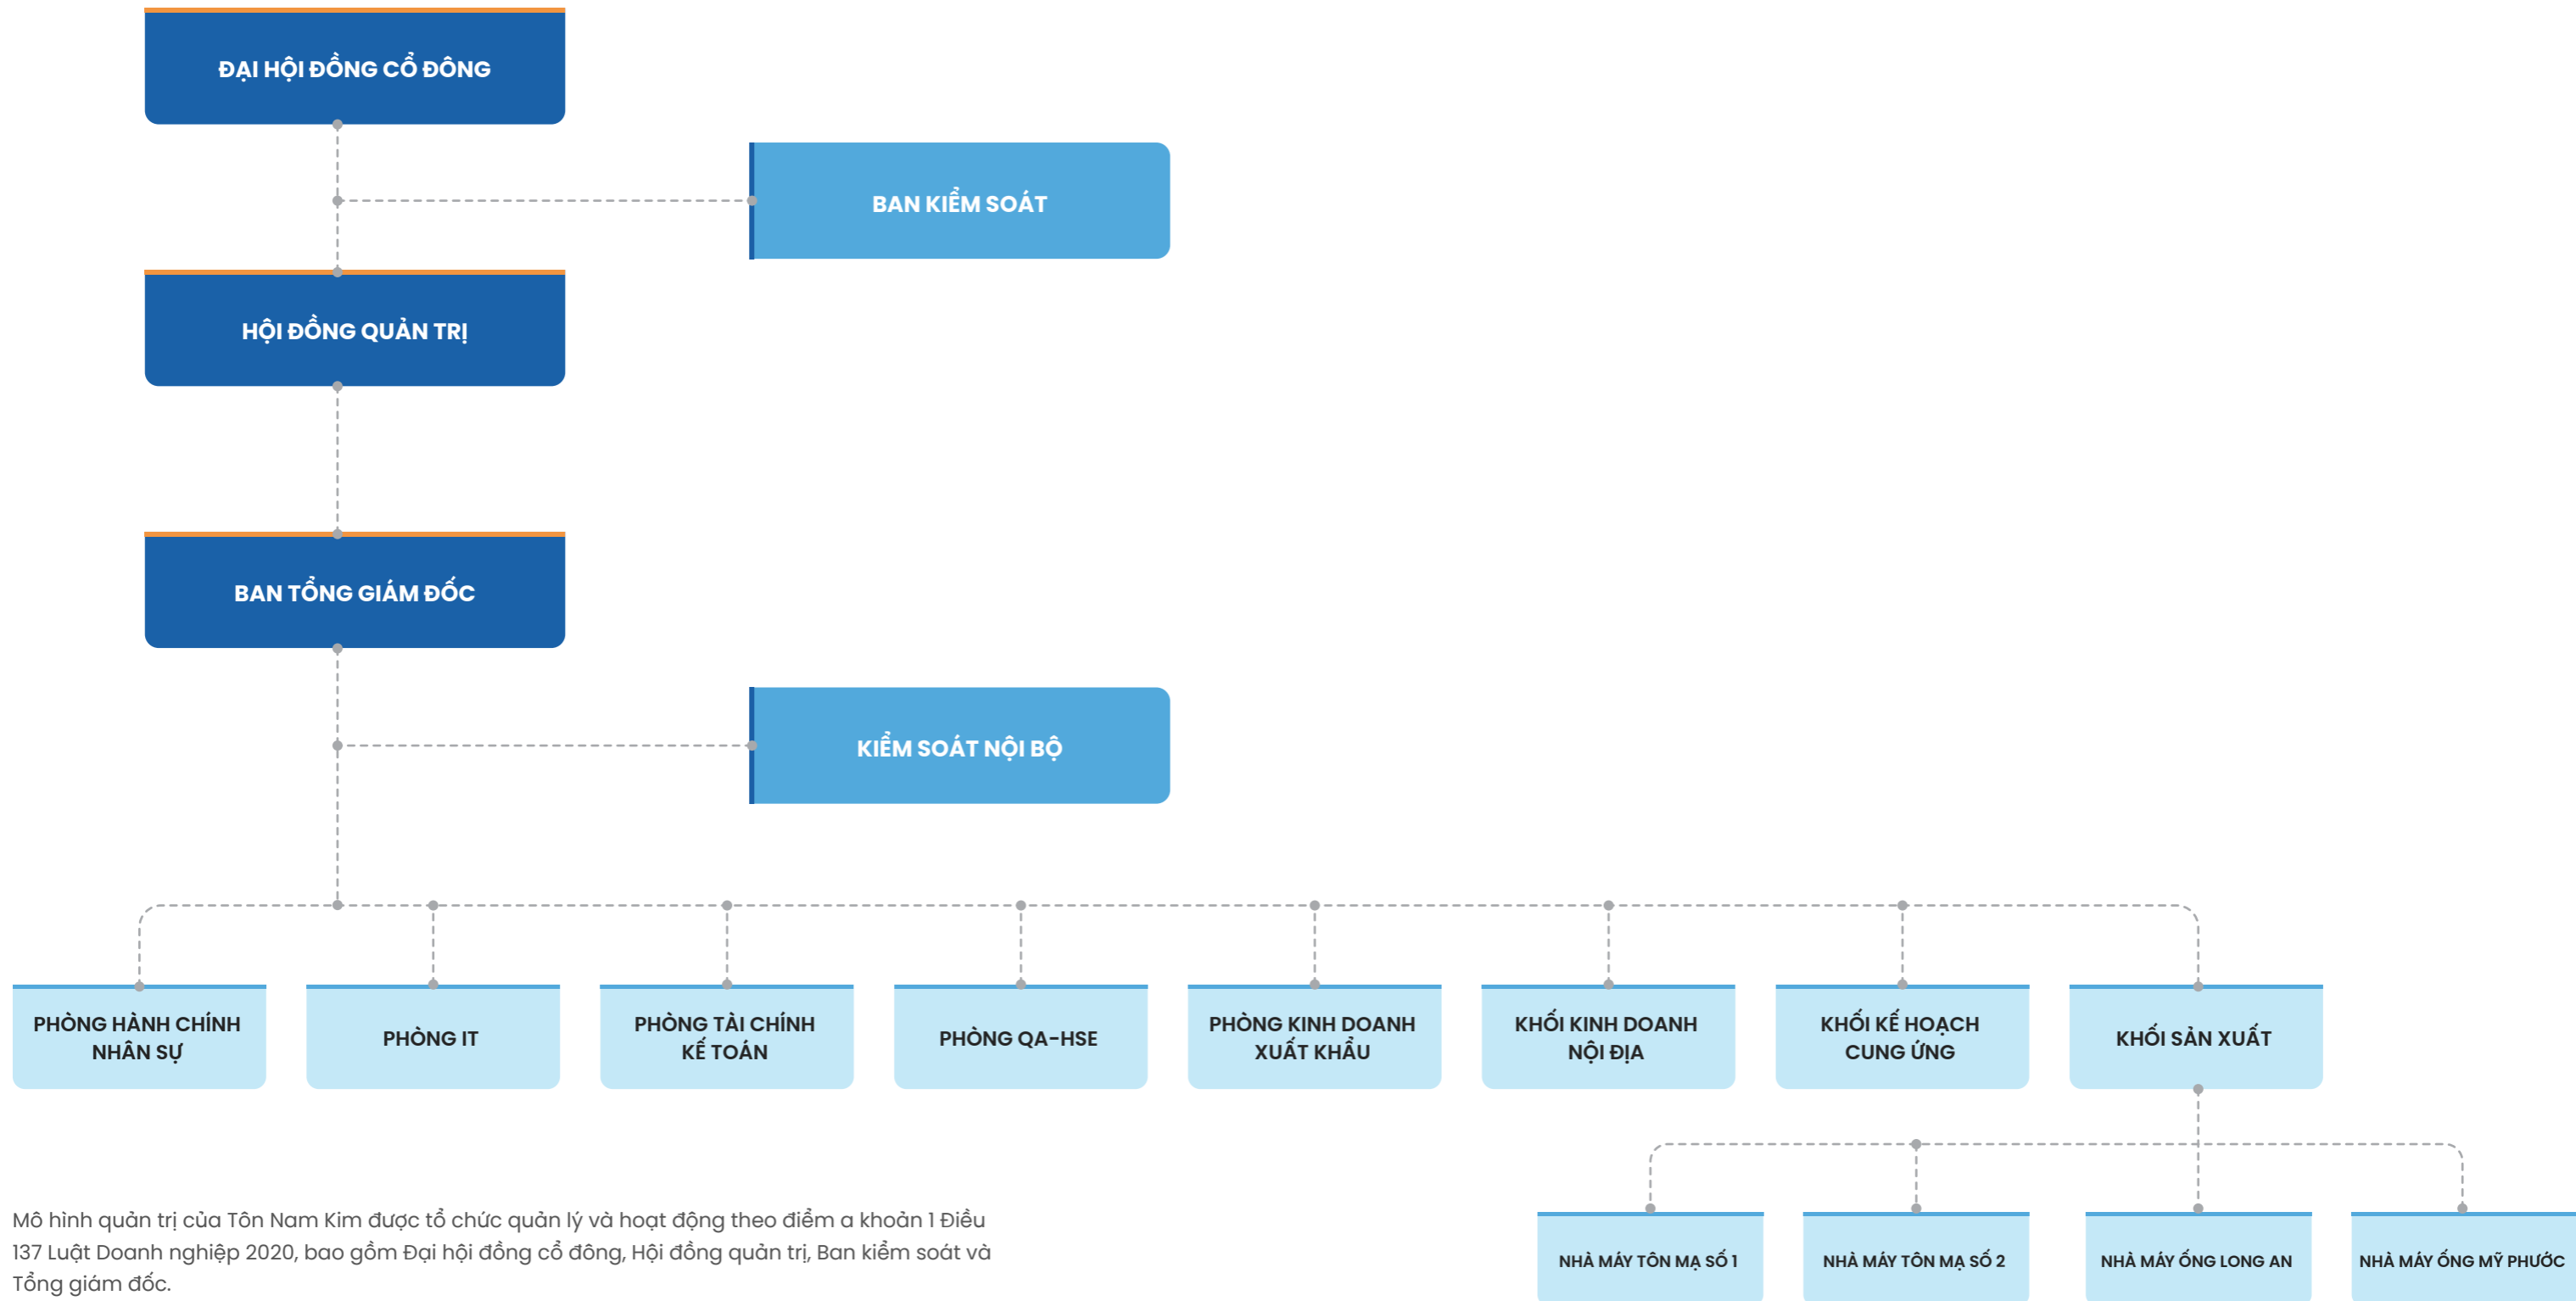 ĐẠI HỘI ĐỒNG CỔ ĐÔNG
BAN KIỂM SOÁT
HỘI ĐỒNG QUẢN TRỊ
BAN TỔNG GIÁM ĐỐC
KIỂM SOÁT NỘI BỘ
PHÒNG HÀNH CHÍNH
NHÂN SỰ
PHÒNG IT
PHÒNG TÀI CHÍNH
KẾ TOÁN
PHÒNG QA-HSE
PHÒNG KINH DOANH
XUẤT KHẨU
KHỐI KINH DOANH
NỘI ĐỊA
KHỐI KẾ HOẠCH
CUNG ỨNG
KHỐI SẢN XUẤT
NHÀ MÁY TÔN MẠ SỐ 1
NHÀ MÁY TÔN MẠ SỐ 2
NHÀ MÁY ỐNG LONG AN
NHÀ MÁY ỐNG MỸ PHƯỚC
Mô hình quản trị của Tôn Nam Kim được tổ chức quản lý và hoạt động theo điểm a khoản 1 Điều
137 Luật Doanh nghiệp 2020, bao gồm Đại hội đồng cổ đông, Hội đồng quản trị, Ban kiểm soát và
Tổng giám đốc.